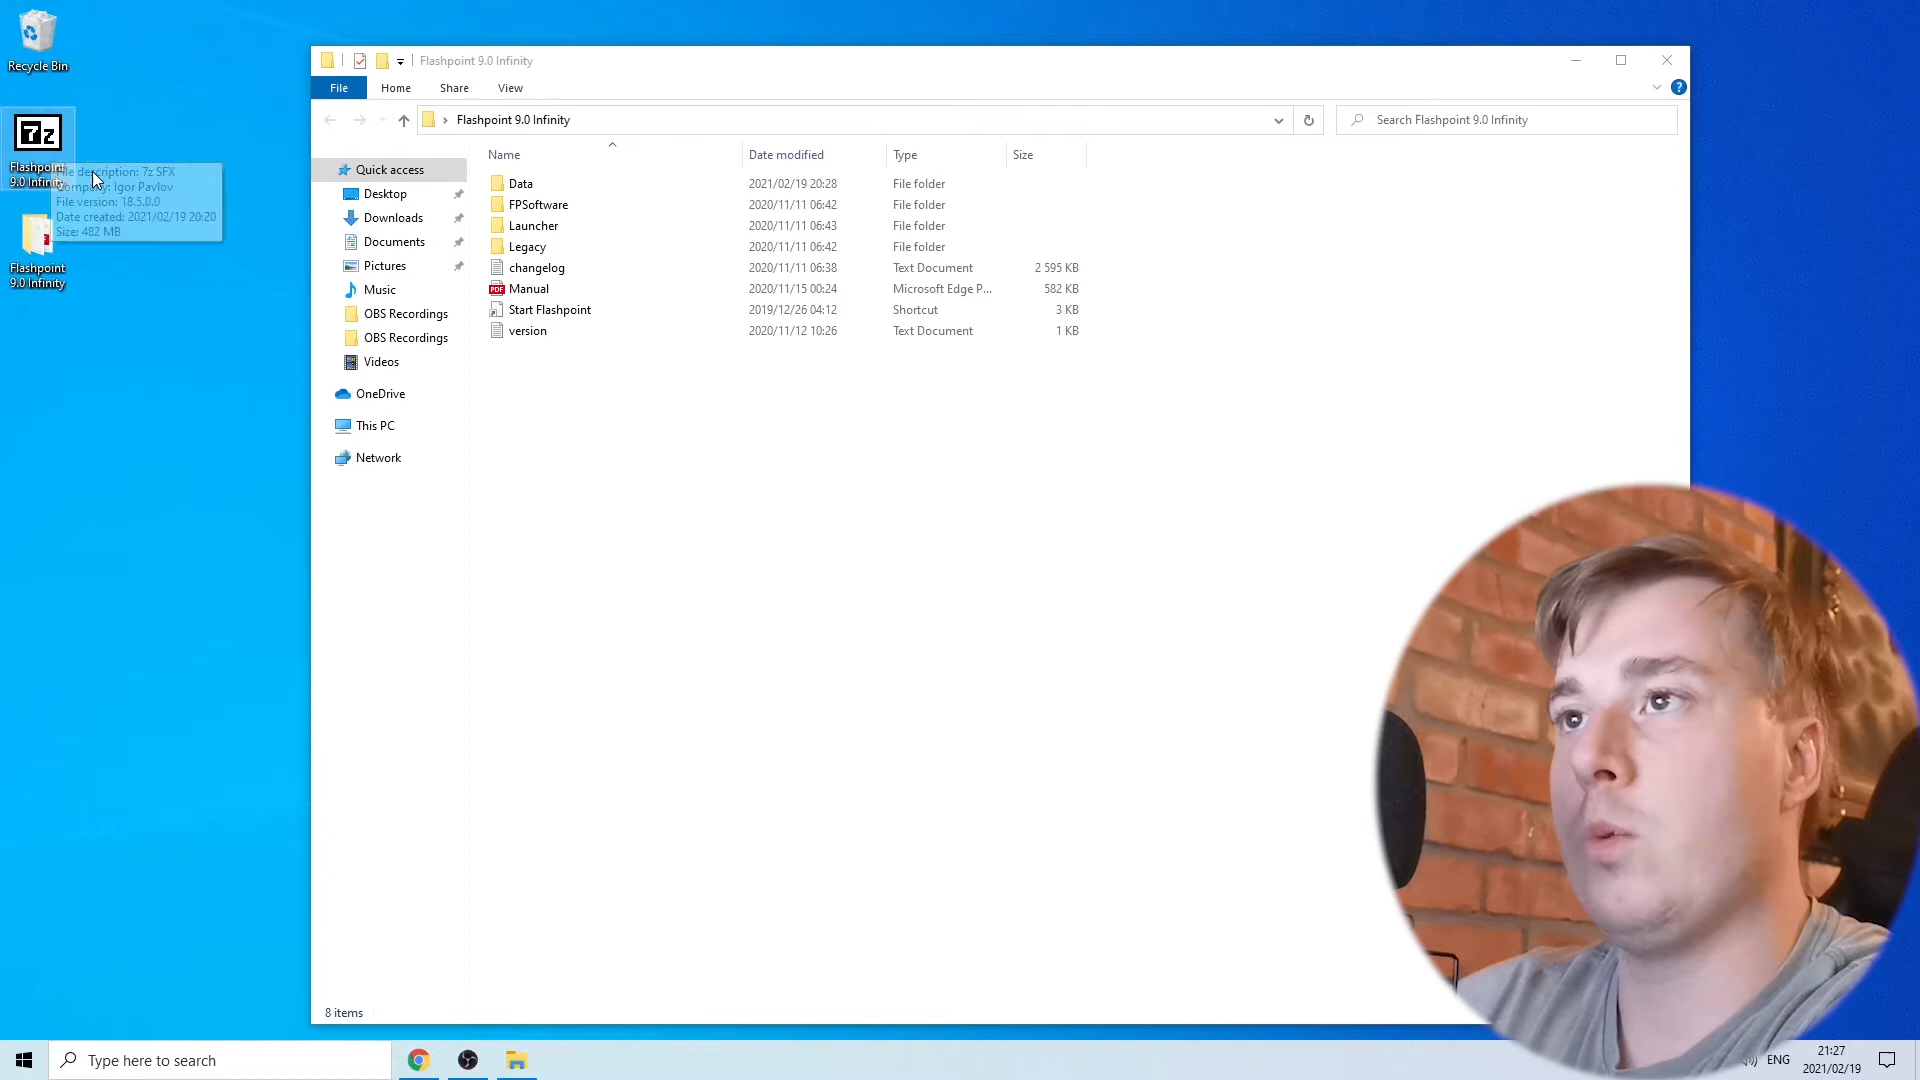 Recycle Bin
7z
Flashpoint
9.0 Infinity
File description: 7z SFX
Company: Igor Pavlov
File version: 18.5.0.0
Date created: 2021/02/19 20:20
Size: 482 MB
Flashpoint
9.0 Infinity
Flashpoint 9.0 Infinity
File
Home
Share
View
?
Flashpoint 9.0 Infinity
Search Flashpoint 9.0 Infinity
Name
Date modified
Type
Size
Quick access
Desktop
Downloads
Documents
Pictures
Music
OBS Recordings
OBS Recordings
Videos
OneDrive
This PC
Network
Data 2021/02/19 20:28 File folder
FPSoftware 2020/11/11 06:42 File folder
Launcher 2020/11/11 06:43 File folder
Legacy 2020/11/11 06:42 File folder
changelog 2020/11/11 06:38 Text Document 2 595 KB
PDF Manual 2020/11/15 00:24 Microsoft Edge P... 582 KB
Start Flashpoint 2019/12/26 04:12 Shortcut 3 KB
version 2020/11/12 10:26 Text Document 1 KB
8 items
Type here to search
ENG
21:27
2021/02/19